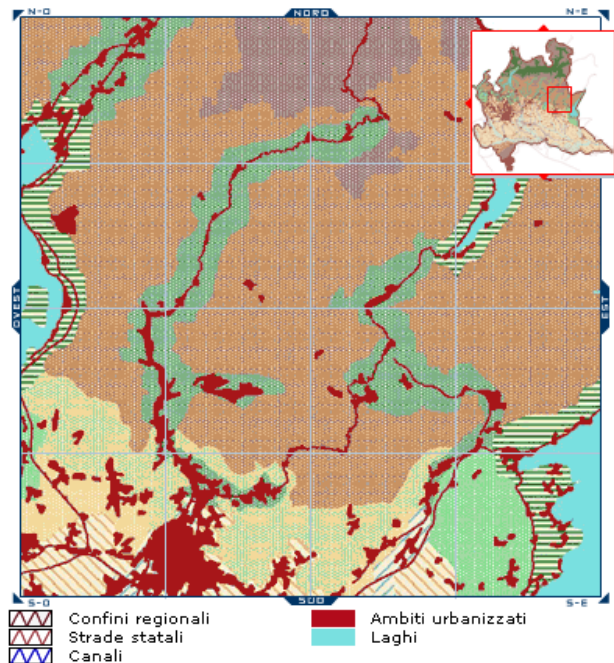 N-O NORD N-E
OVEST
EST
S-O SUD S-E
Confini regionali
Strade statali
Canali
Ambiti urbanizzati
Laghi